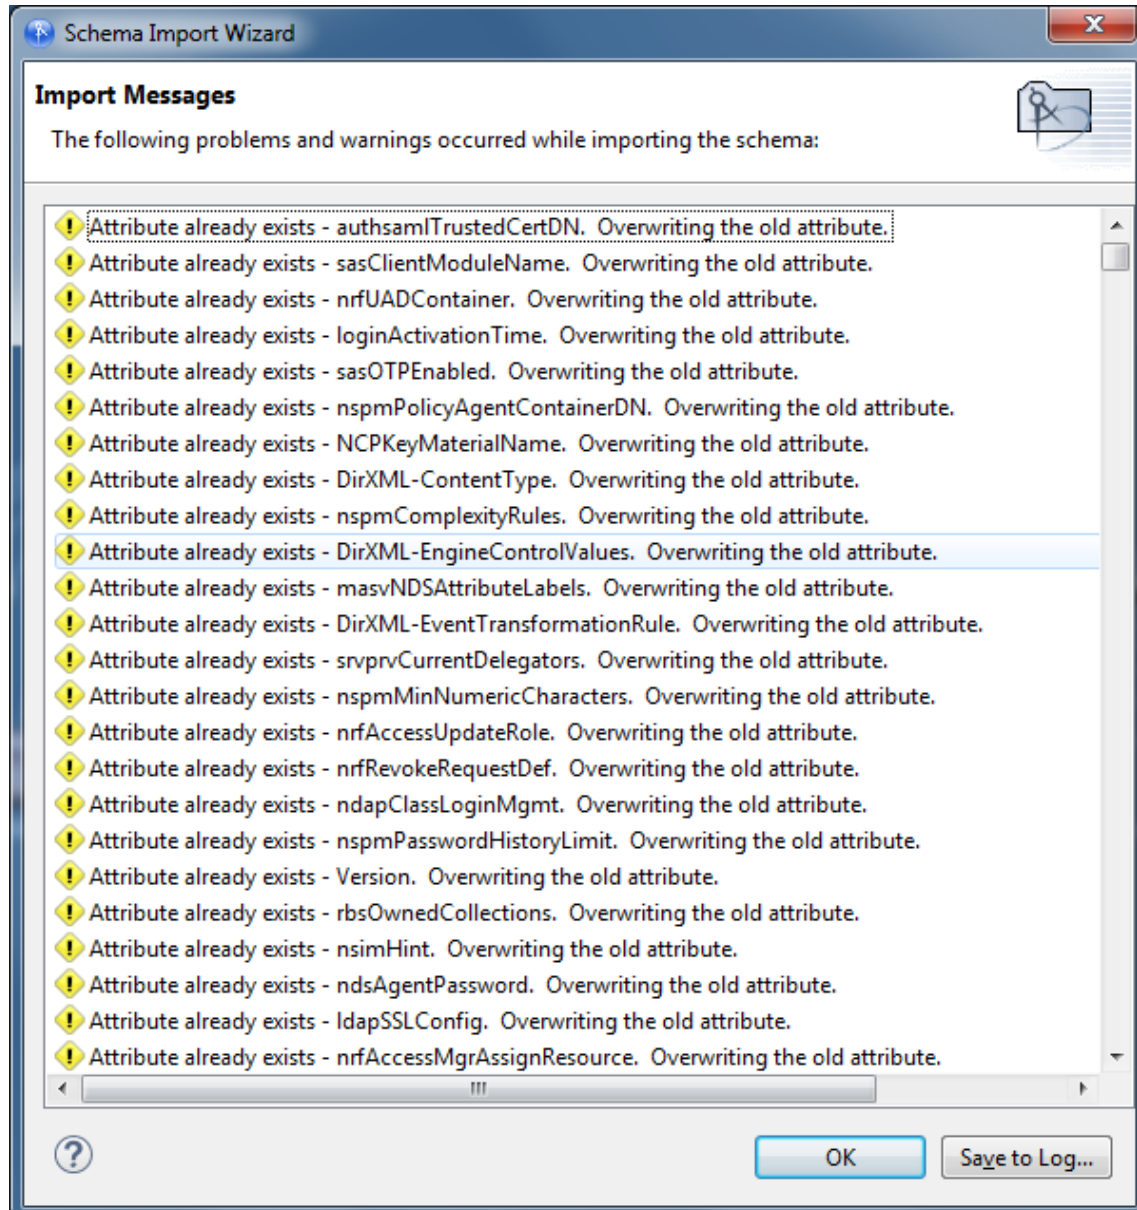 Schema Import Wizard
Import Messages
The following problems and warnings occurred while importing the schema:
Attribute already exists - authsamlTrustedCertDN.  Overwriting the old attribute.
Attribute already exists - sasClientModuleName.  Overwriting the old attribute.
Attribute already exists - nrfUADContainer.  Overwriting the old attribute.
Attribute already exists - loginActivationTime.  Overwriting the old attribute.
Attribute already exists - sasOTPEnabled.  Overwriting the old attribute.
Attribute already exists - nspmPolicyAgentContainerDN.  Overwriting the old attribute.
Attribute already exists - NCPKeyMaterialName.  Overwriting the old attribute.
Attribute already exists - DirXML-ContentType.  Overwriting the old attribute.
Attribute already exists - nspmComplexityRules.  Overwriting the old attribute.
Attribute already exists - DirXML-EngineControlValues.  Overwriting the old attribute.
Attribute already exists - masvNDSAttributeLabels.  Overwriting the old attribute.
Attribute already exists - DirXML-EventTransformationRule.  Overwriting the old attribute.
Attribute already exists - srvprvCurrentDelegators.  Overwriting the old attribute.
Attribute already exists - nspmMinNumericCharacters.  Overwriting the old attribute.
Attribute already exists - nrfAccessUpdateRole.  Overwriting the old attribute.
Attribute already exists - nrfRevokeRequestDef.  Overwriting the old attribute.
Attribute already exists - ndapClassLoginMgmt.  Overwriting the old attribute.
Attribute already exists - nspmPasswordHistoryLimit.  Overwriting the old attribute.
Attribute already exists - Version.  Overwriting the old attribute.
Attribute already exists - rbsOwnedCollections.  Overwriting the old attribute.
Attribute already exists - nsimHint.  Overwriting the old attribute.
Attribute already exists - ndsAgentPassword.  Overwriting the old attribute.
Attribute already exists - ldapSSLConfig.  Overwriting the old attribute.
Attribute already exists - nrfAccessMgrAssignResource.  Overwriting the old attribute.
OK
Save to Log...